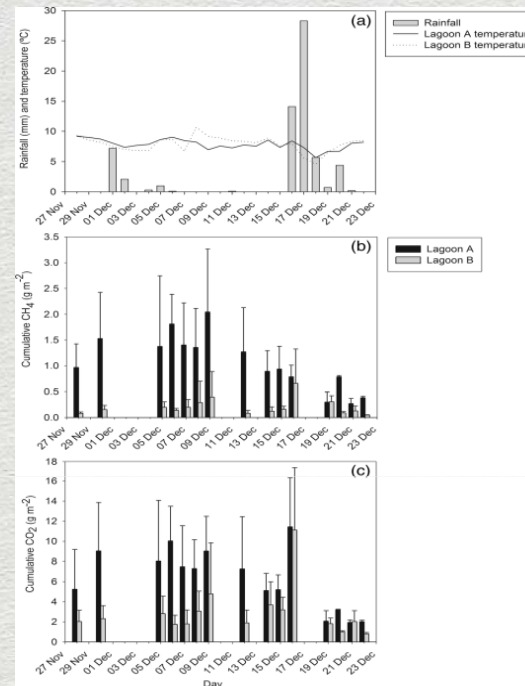 (a)
Rainfall
Lagoon A temperatur
Lagoon B temperatur
Rainfall (mm) and temperature (ºC)
30
25
20
15
10
5
0
27 Nov
29 Nov
01 Dec
03 Dec
05 Dec
07 Dec
09 Dec
11 Dec
13 Dec
15 Dec
17 Dec
19 Dec
21 Dec
23 Dec
(b)
Lagoon A
Lagoon B
Cumulative CH4 (g m-2)
3.5
3.0
2.5
2.0
1.5
1.0
0.5
0.0
27 Nov
29 Nov
01 Dec
03 Dec
05 Dec
07 Dec
09 Dec
11 Dec
13 Dec
15 Dec
17 Dec
19 Dec
21 Dec
23 Dec
(c)
Cumulative CO2 (g m-2)
18
16
14
12
10
8
6
4
2
0
27 Nov
29 Nov
01 Dec
03 Dec
05 Dec
07 Dec
09 Dec
11 Dec
13 Dec
15 Dec
17 Dec
19 Dec
21 Dec
23 Dec
Day